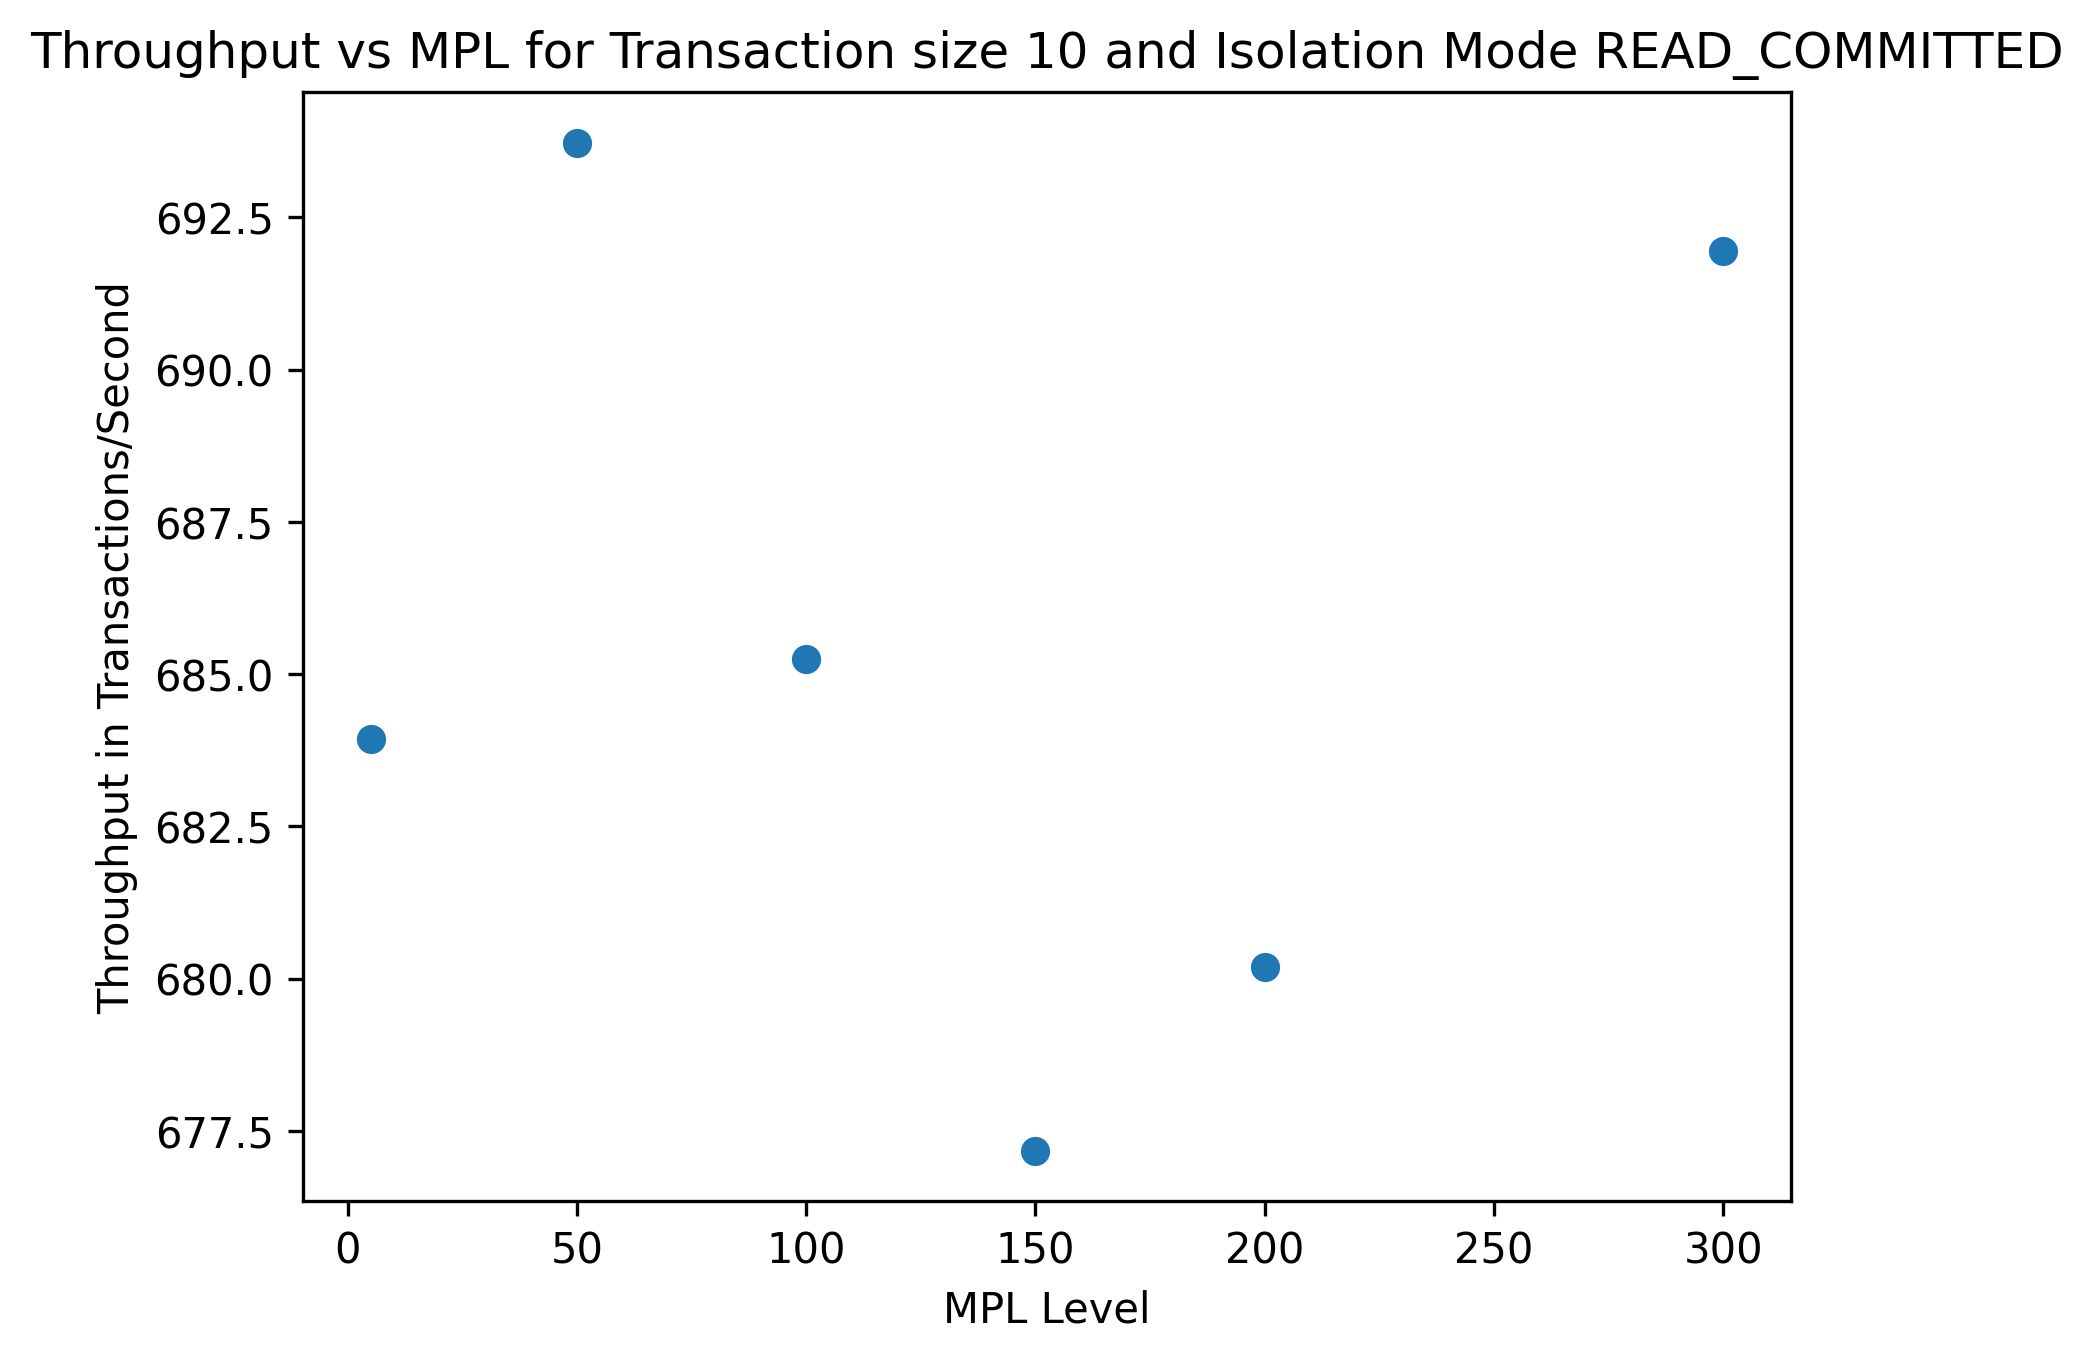 Throughput vs MPL for Transaction size 10 and Isolation Mode READ_COMMITTED
Throughput in Transactions/Second
692.5
690.0
687.5
685.0
682.5
680.0
677.5
0 50 100 150 200 250 300
MPL Level